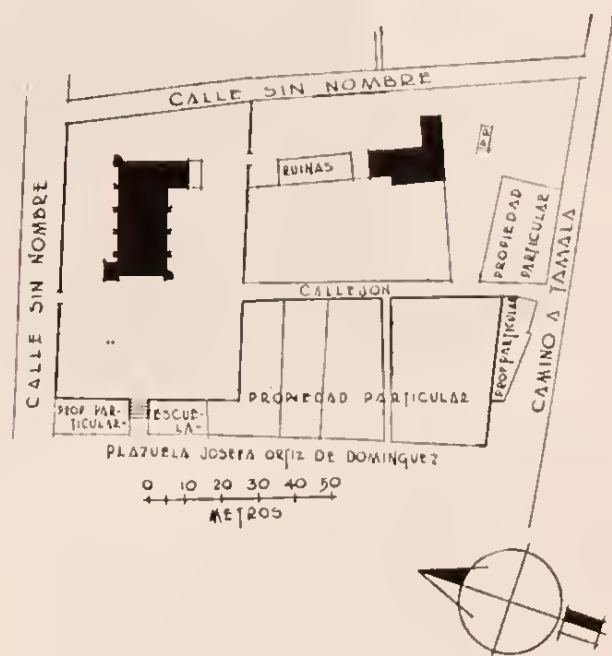 CALLE SIN NOMBRE
CALLE SIN NOMBRE
RUINAS
PROPIEDAD
PARTICULAR
CAMINO A TAMALA
CALLEJON
PROP. PARTICULAR
PROPIEDAD PARTICULAR
PROP. PAR-
TICULAR-
ESCUE-
LA-
PLAZUELA JOSEFA ORTIZ DE DOMINGUEZ
0 10 20 30 40 50
METROS